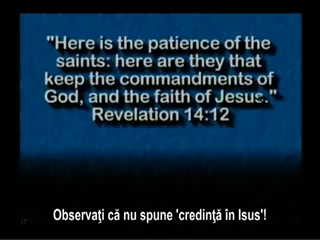 "Here is the patience of the
saints: here are they that
keep the commandments of
God, and the faith of Jesus."
Revelation 14:12
Observaţi că nu spune 'credinţă în Isus'!